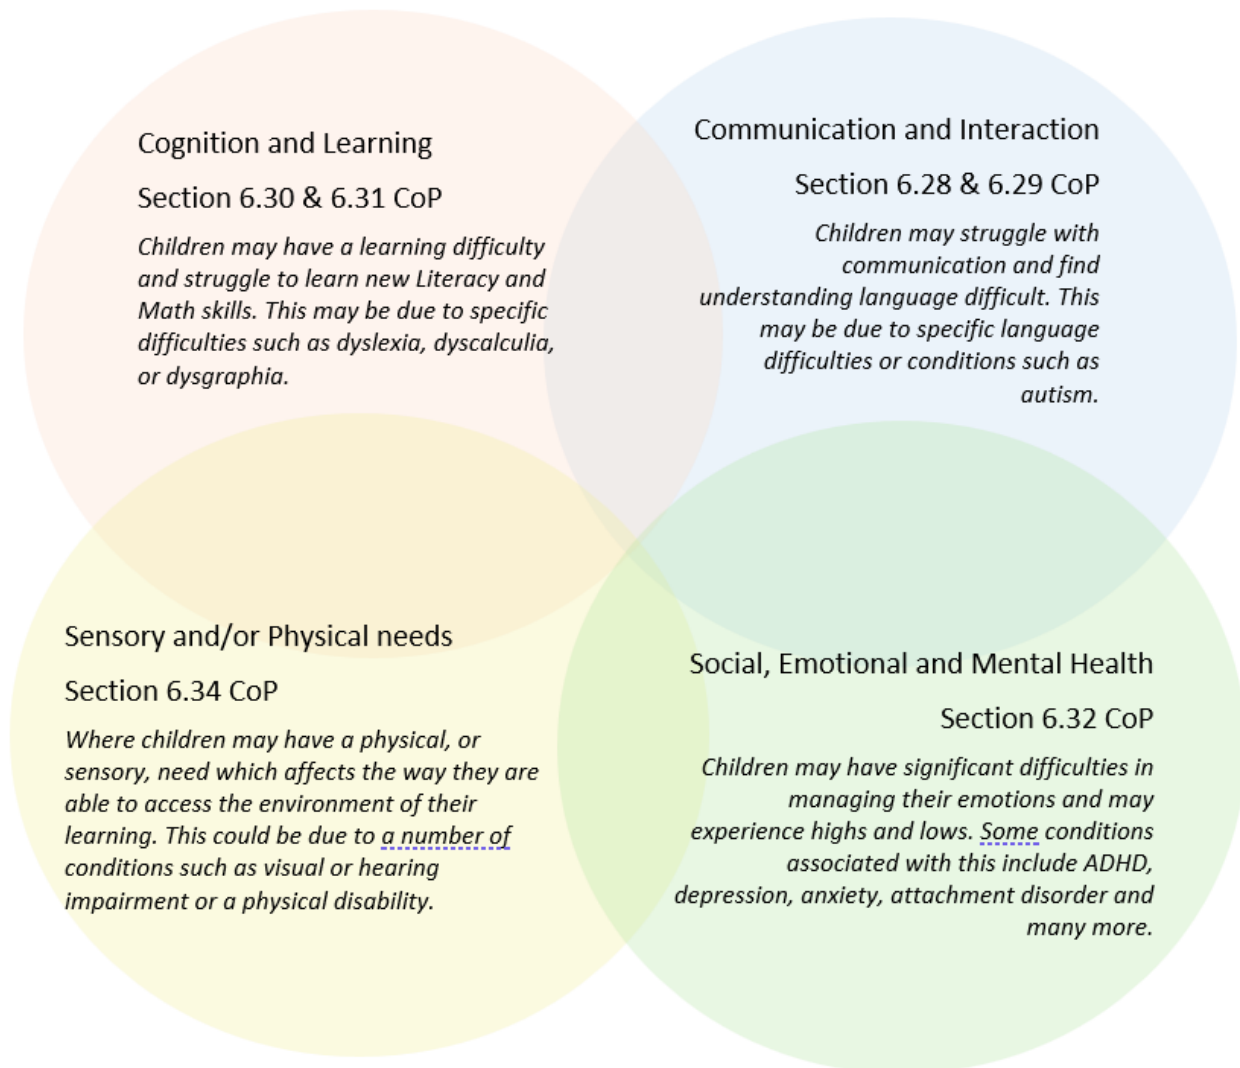 Cognition and Learning
Section 6.30 & 6.31 CoP
Children may have a learning difficulty
and struggle to learn new Literacy and
Math skills. This may be due to specific
difficulties such as dyslexia, dyscalculia,
or dysgraphia.
Communication and Interaction
Section 6.28 & 6.29 CoP
Children may struggle with
communication and find
understanding language difficult. This
may be due to specific language
difficulties or conditions such as
autism.
Sensory and/or Physical needs
Section 6.34 CoP
Where children may have a physical, or
sensory, need which affects the way they are
able to access the environment of their
learning. This could be due to a number of
conditions such as visual or hearing
impairment or a physical disability.
Social, Emotional and Mental Health
Section 6.32 CoP
Children may have significant difficulties in
managing their emotions and may
experience highs and lows. Some conditions
associated with this include ADHD,
depression, anxiety, attachment disorder and
many more.